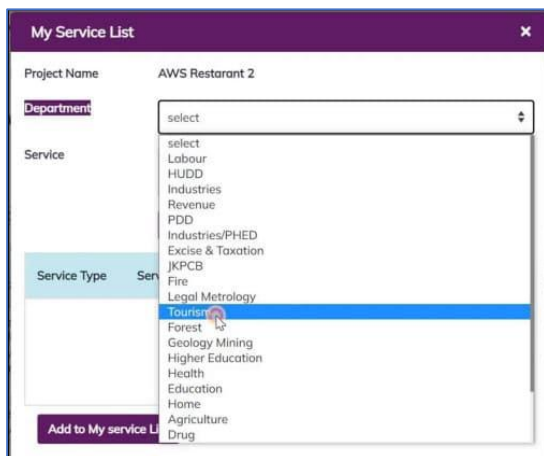 My Service List ×
Project Name AWS Restarant 2
Department select
Service
select
Labour
HUDD
Industries
Revenue
PDD
Industries/PHED
Excise & Taxation
JKPCB
Fire
Legal Metrology
Tourism
Forest
Geology Mining
Higher Education
Health
Education
Home
Agriculture
Drug
Service Type
Add to My service